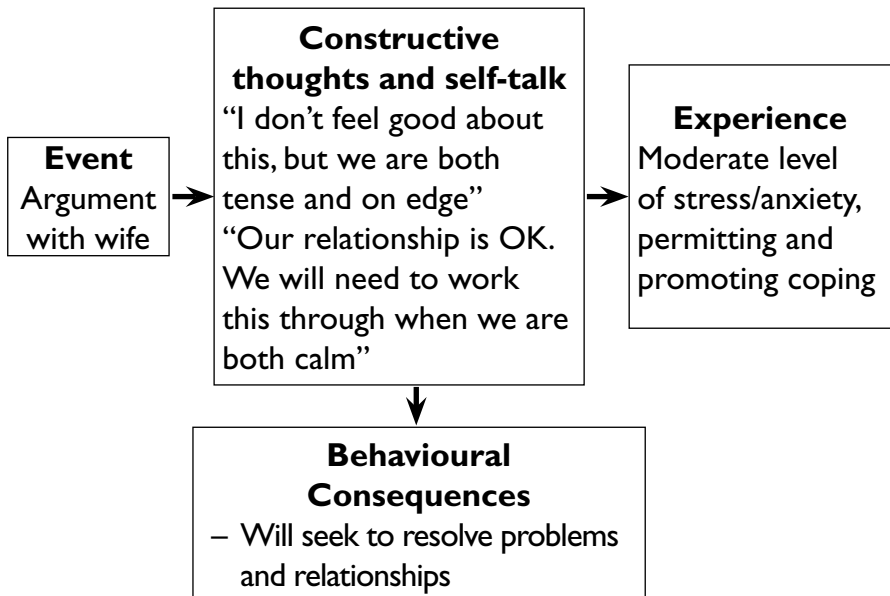 Event
Argument
with wife
Constructive
thoughts and self-talk
“I don’t feel good about
this, but we are both
tense and on edge”
“Our relationship is OK.
We will need to work
this through when we are
both calm”
Experience
Moderate level
of stress/anxiety,
permitting and
promoting coping
Behavioural
Consequences
– Will seek to resolve problems
and relationships